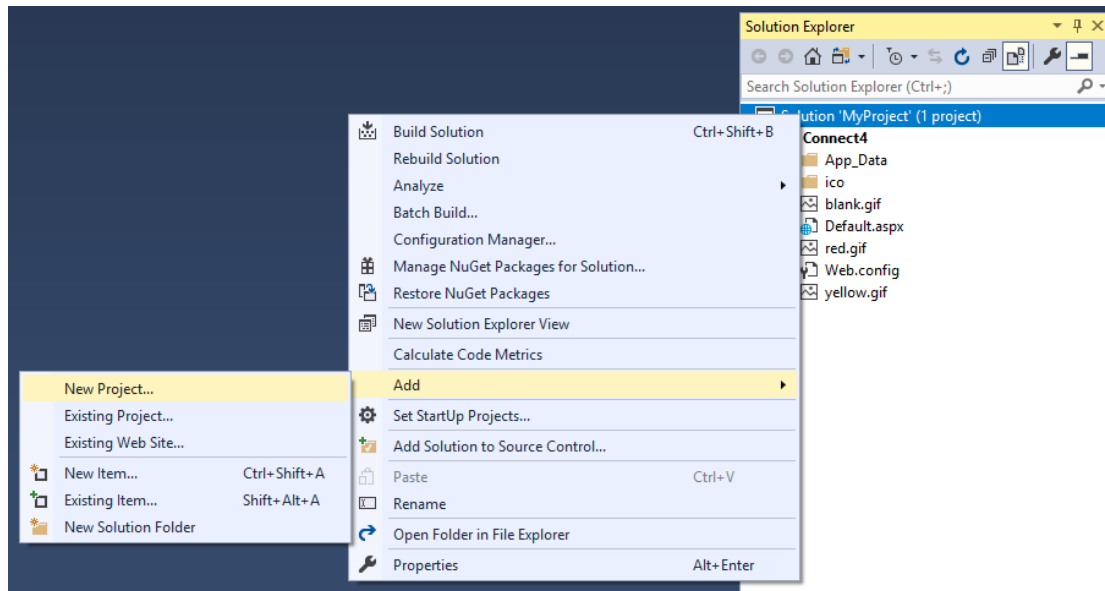 Solution Explorer
Search Solution Explorer (Ctrl+;)
Solution 'MyProject' (1 project)
Connect4
App_Data
ico
blank.gif
Default.aspx
red.gif
Web.config
yellow.gif
Build Solution Ctrl+Shift+B
Rebuild Solution
Analyze
Batch Build...
Configuration Manager...
Manage NuGet Packages for Solution...
Restore NuGet Packages
New Solution Explorer View
Calculate Code Metrics
Add
Set StartUp Projects...
Add Solution to Source Control...
Paste Ctrl+V
Rename
Open Folder in File Explorer
Properties Alt+Enter
New Project...
Existing Project...
Existing Web Site...
New Item... Ctrl+Shift+A
Existing Item... Shift+Alt+A
New Solution Folder